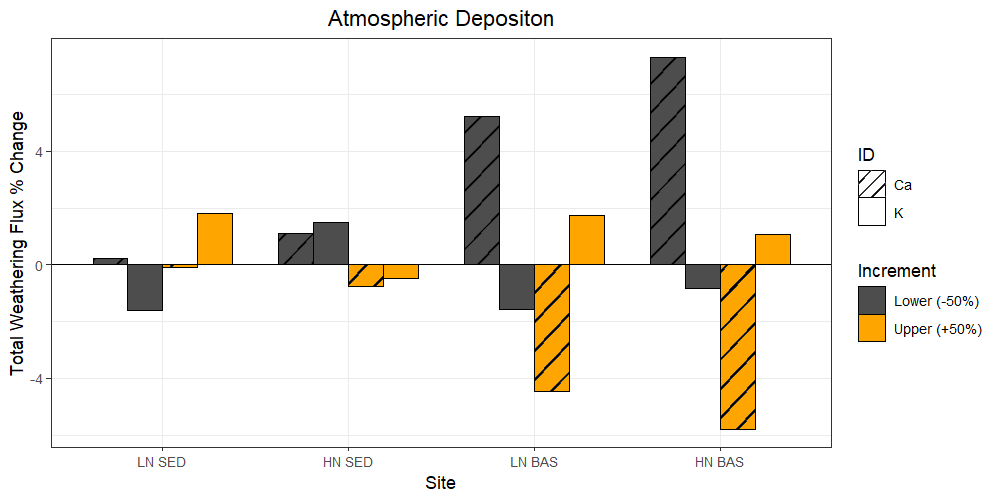 Atmospheric Depositon
Total Weathering Flux % Change
4
0
-4
LN SED
HN SED
LN BAS
HN BAS
Site
ID
Ca
K
Increment
Lower (-50%)
Upper (+50%)